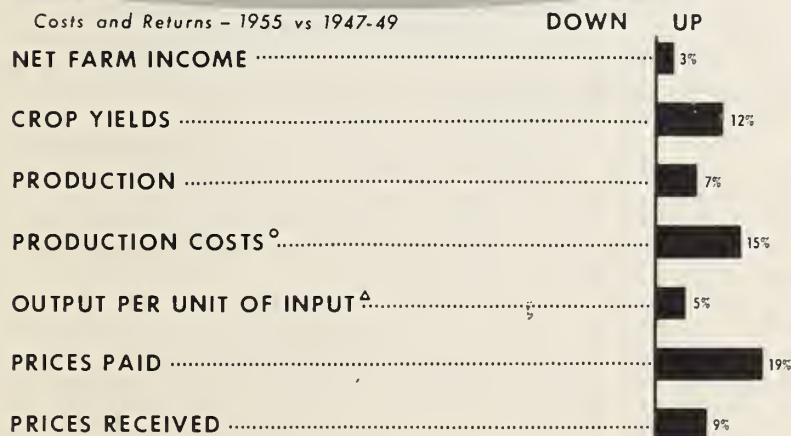 Costs and Returns – 1955 vs 1947-49 DOWN UP
NET FARM INCOME 3%
CROP YIELDS 12%
PRODUCTION 7%
PRODUCTION COSTS° 15%
OUTPUT PER UNIT OF INPUT△ 5%
PRICES PAID 19%
PRICES RECEIVED 9%